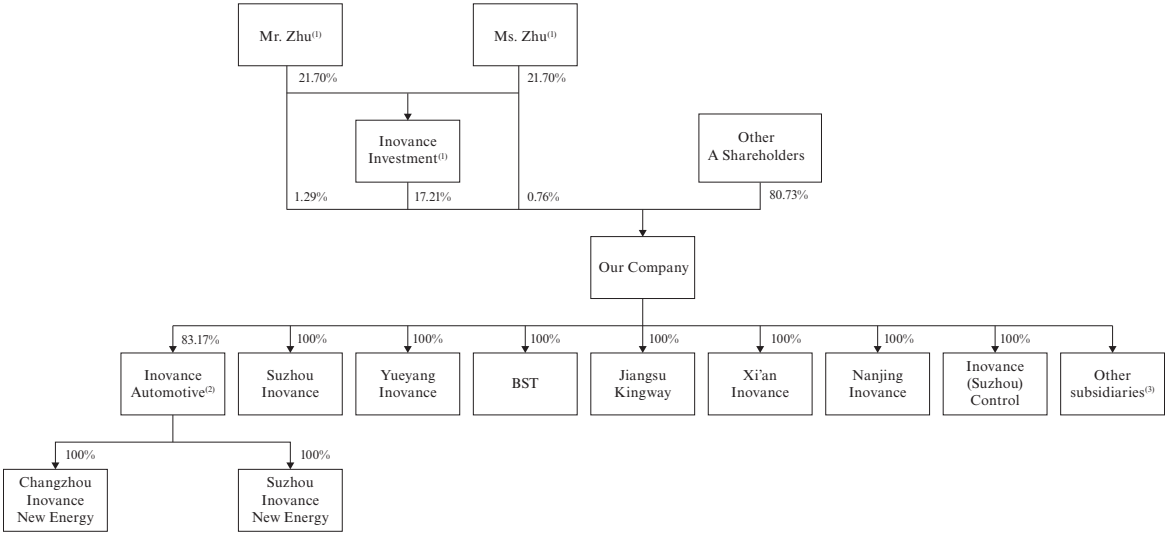 Mr. Zhu(1)
Ms. Zhu(1)
21.70%
21.70%
Inovance
Investment(1)
Other
A Shareholders
1.29%
17.21%
0.76%
80.73%
Our Company
83.17%
100%
100%
100%
100%
100%
100%
100%
Inovance
Automotive(2)
Suzhou
Inovance
Yueyang
Inovance
BST
Jiangsu
Kingway
Xi'an
Inovance
Nanjing
Inovance
Inovance
(Suzhou)
Control
Other
subsidiaries(3)
100%
100%
Changzhou
Inovance
New Energy
Suzhou
Inovance
New Energy